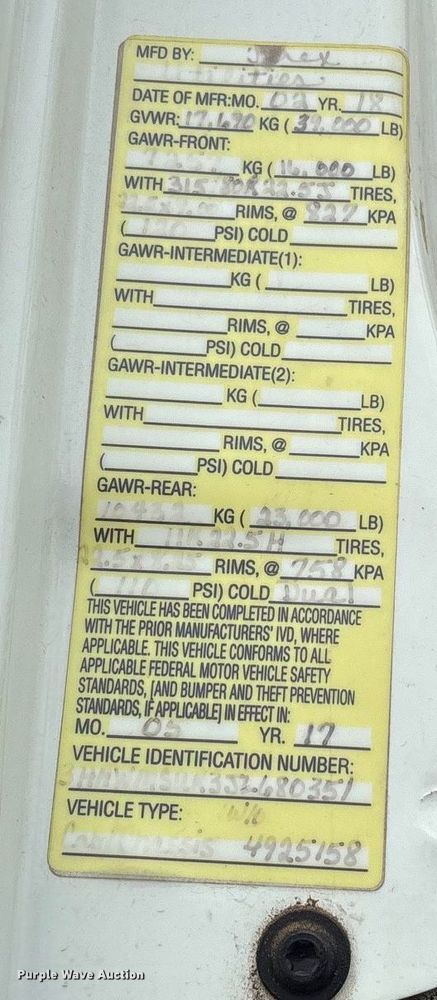 MFD BY:
Utilities
DATE OF MFR:MO. 02 YR. 18
GVWR: 17,690 KG ( 39,000 LB)
GAWR-FRONT:
KG ( 16,000 LB)
WITH 315 22.5J TIRES,
RIMS, @ 827 KPA
( 120 PSI) COLD
GAWR-INTERMEDIATE(1):
KG ( LB)
WITH TIRES,
RIMS, @ KPA
( PSI) COLD
GAWR-INTERMEDIATE(2):
KG ( LB)
WITH TIRES,
RIMS, @ KPA
( PSI) COLD
GAWR-REAR:
10432 KG ( 23,000 LB)
WITH 11R22.5H TIRES,
RIMS, @ 758 KPA
( 110 PSI) COLD Dual
THIS VEHICLE HAS BEEN COMPLETED IN ACCORDANCE
WITH THE PRIOR MANUFACTURERS' IVD, WHERE
APPLICABLE. THIS VEHICLE CONFORMS TO ALL
APPLICABLE FEDERAL MOTOR VEHICLE SAFETY
STANDARDS, [AND BUMPER AND THEFT PREVENTION
STANDARDS, IF APPLICABLE] IN EFFECT IN:
MO. 05 YR. 17
VEHICLE IDENTIFICATION NUMBER:
VEHICLE TYPE:
4925158
Purple Wave Auction